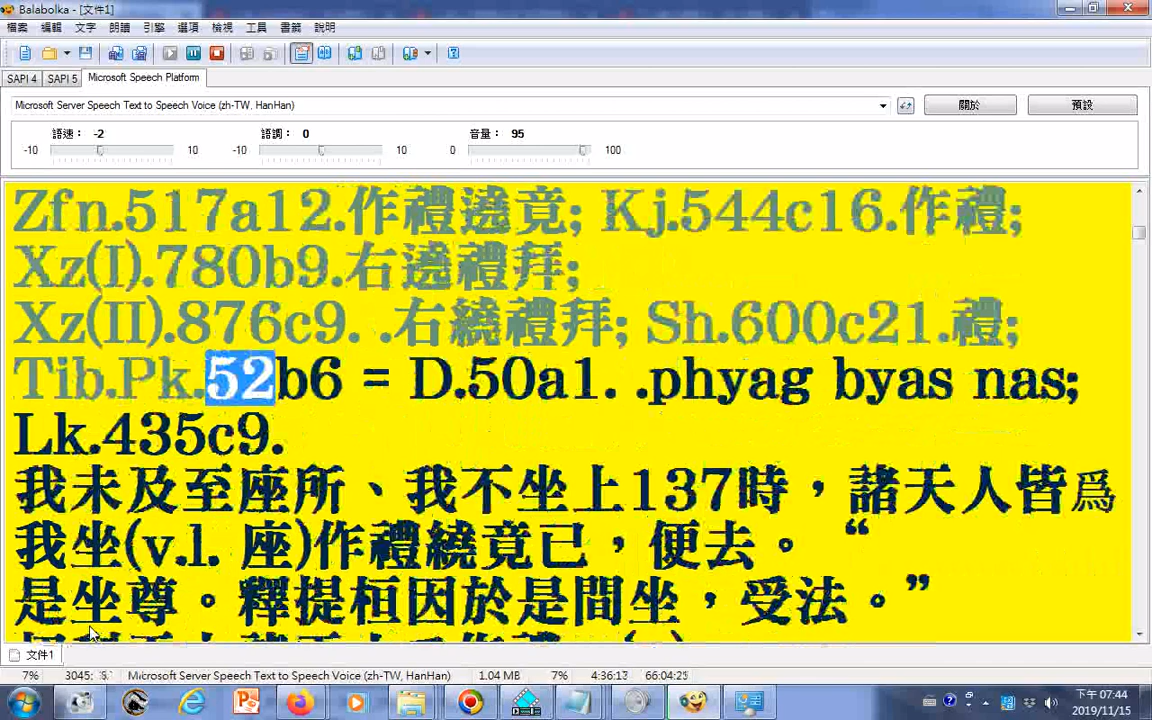 Balabolka - [文件1]
檔案 編輯 文字 朗讀 引擎 選項 檢視 工具 書籤 說明
SAPI 4 SAPI 5 Microsoft Speech Platform
Microsoft Server Speech Text to Speech Voice (zh-TW, HanHan) 關於 預設
語速： -2 語調： 0 音量： 95
-10 10 -10 10 0 100
Zfn.517a12.作禮遶竟; Kj.544c16.作禮;
Xz(I).780b9.右遶禮拜;
Xz(II).876c9. .右繞禮拜; Sh.600c21.禮;
Tib.Pk.52b6 = D.50a1. .phyag byas nas;
Lk.435c9.
我未及至座所、我不坐上137時，諸天人皆爲
我坐(v.l. 座)作禮繞竟已，便去。“
是坐尊。釋提桓因於是間坐，受法。”
文件1
7% Microsoft Server Speech Text to Speech Voice (zh-TW, HanHan) 1.04 MB 7% 4:36:13 66:04:25
下午 07:44
2019/11/15